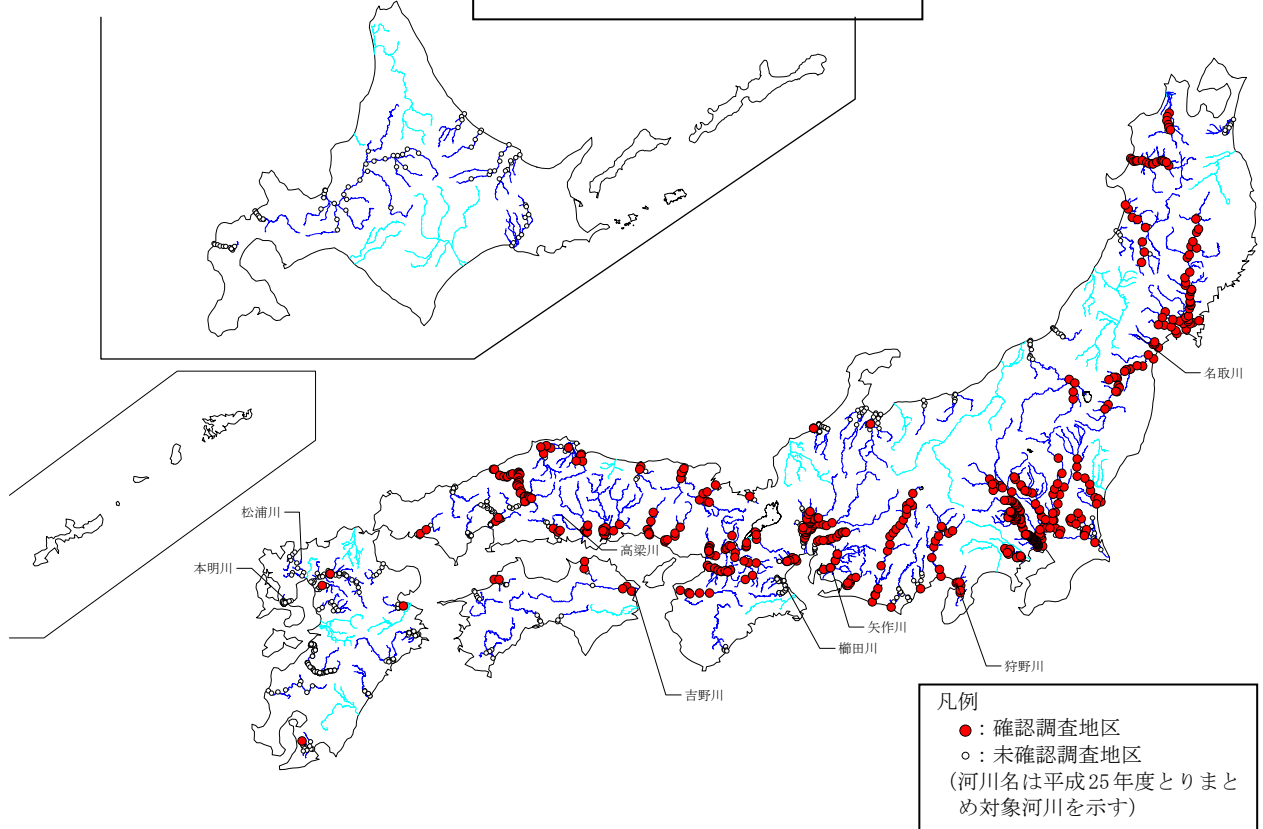 名取川
松浦川
本明川
高梁川
矢作川
櫛田川
狩野川
吉野川
凡例
：確認調査地区
：未確認調査地区
(河川名は平成25年度とりまと
め対象河川を示す)